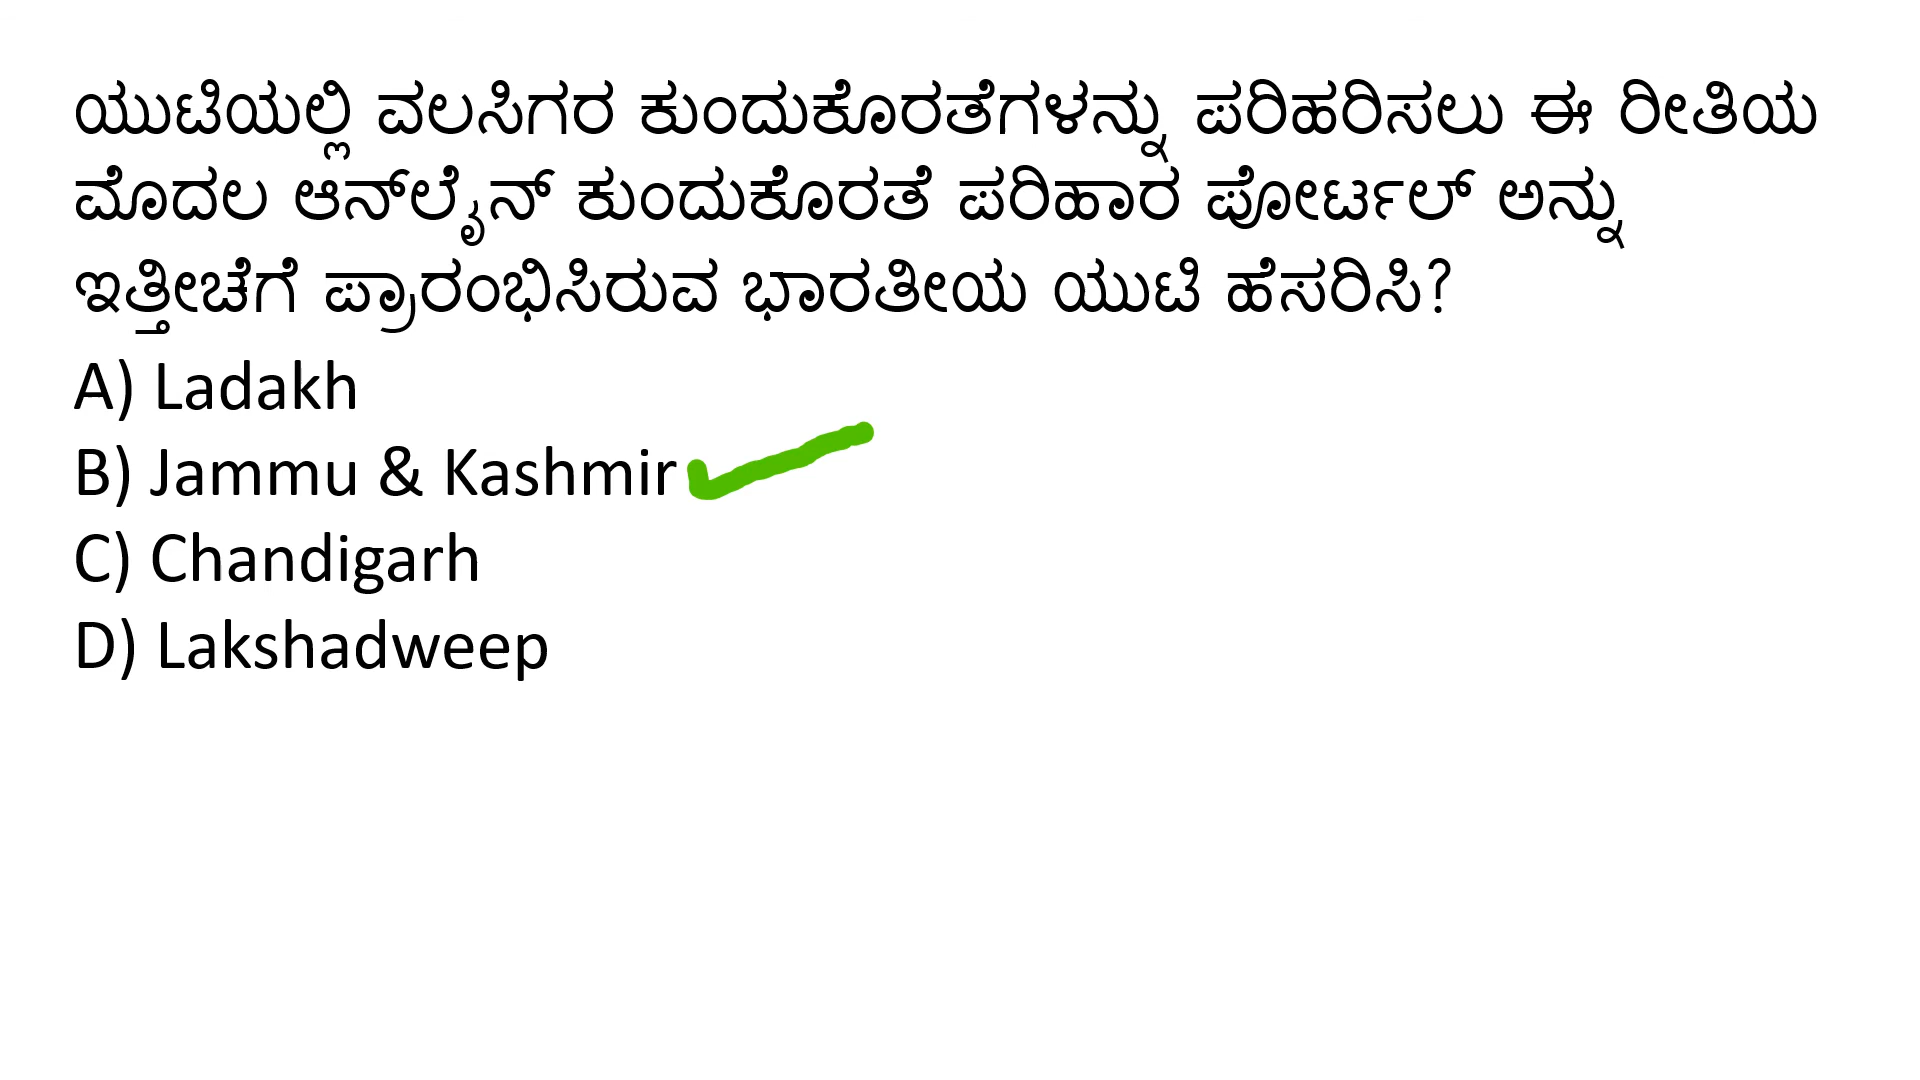 ಯುಟಿಯಲ್ಲಿ ವಲಸಿಗರ ಕುಂದುಕೊರತೆಗಳನ್ನು ಪರಿಹರಿಸಲು ಈ ರೀತಿಯ
ಮೊದಲ ಆನ್‌ಲೈನ್ ಕುಂದುಕೊರತೆ ಪರಿಹಾರ ಪೋರ್ಟಲ್ ಅನ್ನು
ಇತ್ತೀಚೆಗೆ ಪ್ರಾರಂಭಿಸಿರುವ ಭಾರತೀಯ ಯುಟಿ ಹೆಸರಿಸಿ?
A) Ladakh
B) Jammu & Kashmir
C) Chandigarh
D) Lakshadweep